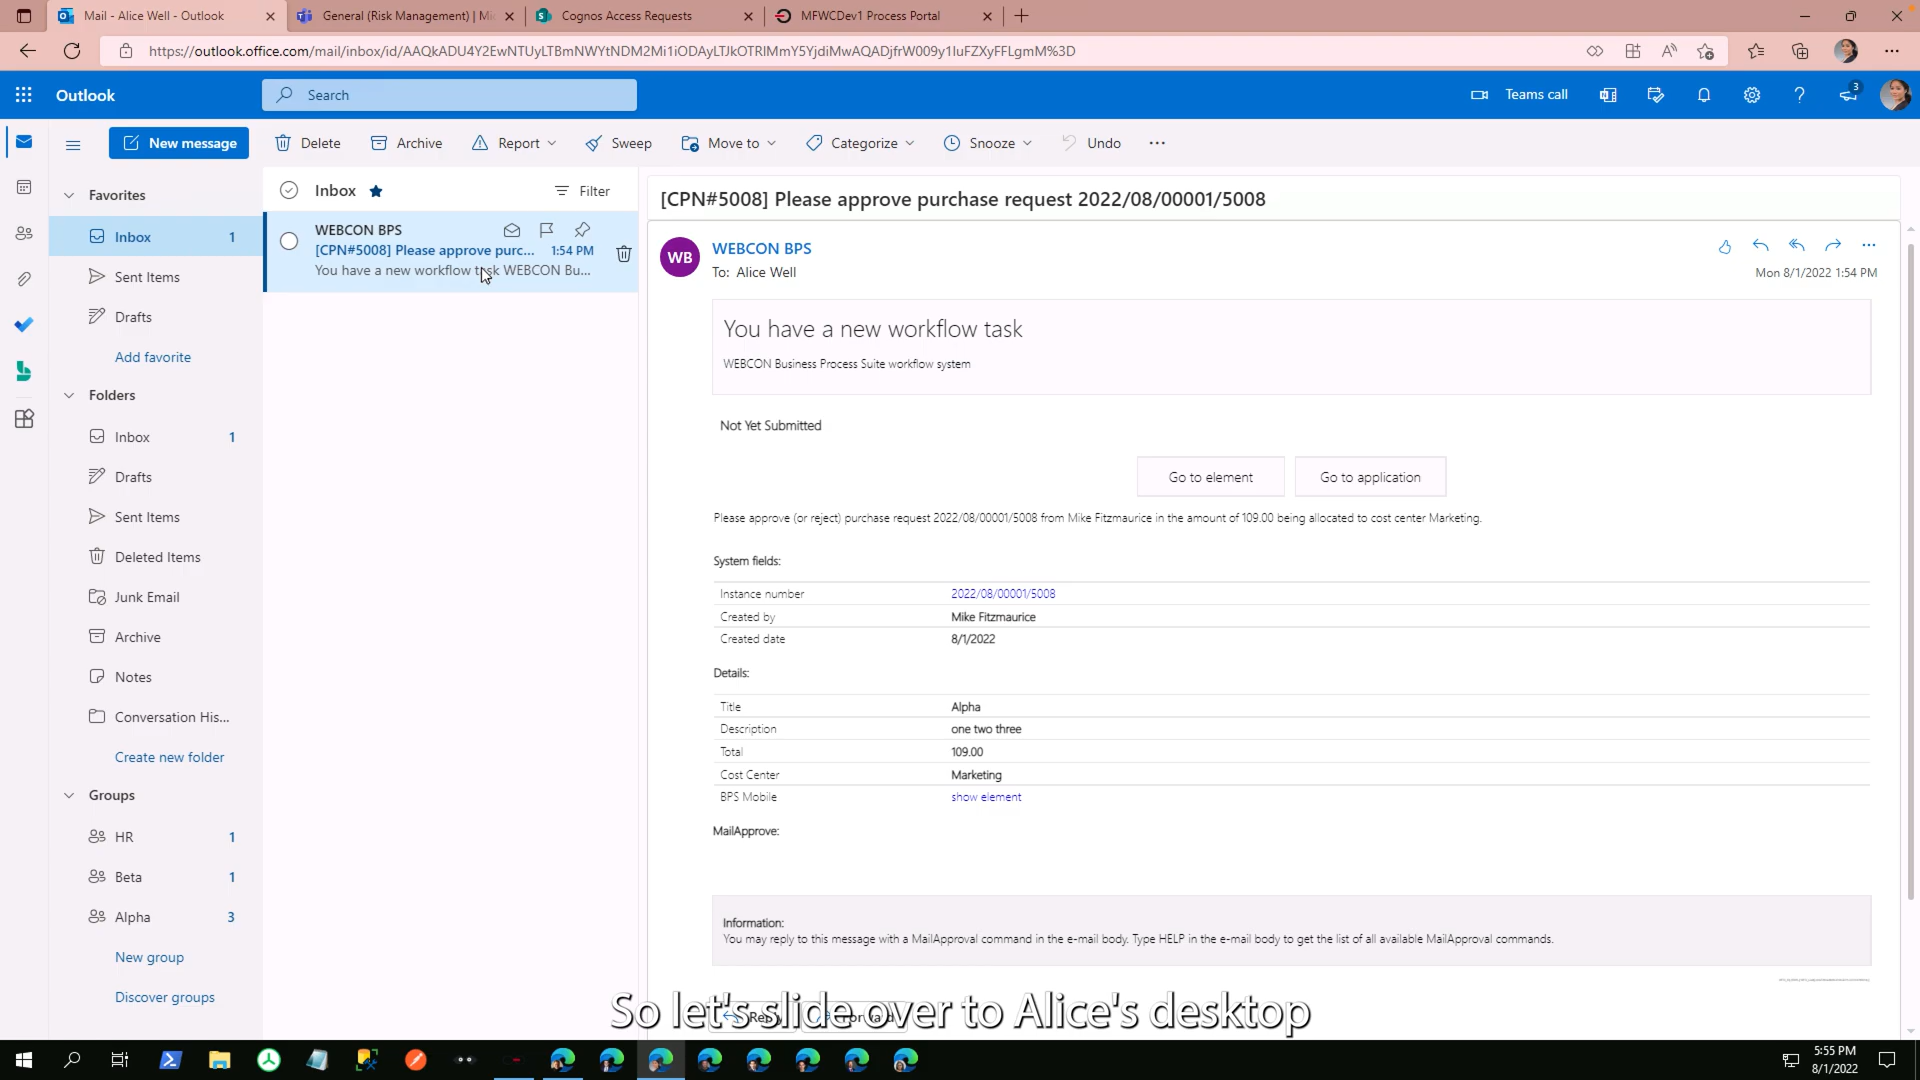 Mail - Alice Well - Outlook
General (Risk Management) | Mi
Cognos Access Requests
MFWCDev1 Process Portal
https://outlook.office.com/mail/inbox/id/AAQkADU4Y2EwNTUyLTBmNWYtNDM2Mi1iODAyLTJkOTRlMmY5YjdiMwAQADjfrW009y1IuFZXyFFLgmM%3D
Outlook
Search
Teams call
3
New message
Delete
Archive
Report
Sweep
Move to
Categorize
Snooze
Undo
Favorites
Inbox 1
Sent Items
Drafts
Add favorite
Folders
Inbox 1
Drafts
Sent Items
Deleted Items
Junk Email
Archive
Notes
Conversation His...
Create new folder
Groups
HR 1
Beta 1
Alpha 3
New group
Discover groups
Inbox
Filter
WEBCON BPS
[CPN#5008] Please approve purc... 1:54 PM
You have a new workflow task WEBCON Bu...
[CPN#5008] Please approve purchase request 2022/08/00001/5008
WB
WEBCON BPS
To: Alice Well
Mon 8/1/2022 1:54 PM
You have a new workflow task
WEBCON Business Process Suite workflow system
Not Yet Submitted
Go to element
Go to application
Please approve (or reject) purchase request 2022/08/00001/5008 from Mike Fitzmaurice in the amount of 109.00 being allocated to cost center Marketing.
System fields:
Instance number 2022/08/00001/5008
Created by Mike Fitzmaurice
Created date 8/1/2022
Details:
Title Alpha
Description one two three
Total 109.00
Cost Center Marketing
BPS Mobile show element
MailApprove:
Information:
You may reply to this message with a MailApproval command in the e-mail body. Type HELP in the e-mail body to get the list of all available MailApproval commands.
Reply
Forward
So let's slide over to Alice's desktop
5:55 PM
8/1/2022